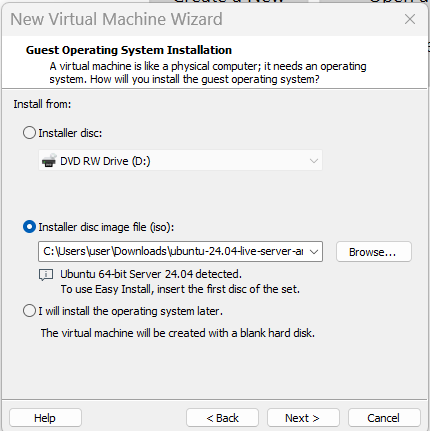 New Virtual Machine Wizard
Guest Operating System Installation
A virtual machine is like a physical computer; it needs an operating
system. How will you install the guest operating system?
Install from:
Installer disc:
DVD RW Drive (D:)
Installer disc image file (iso):
C:\Users\user\Downloads\ubuntu-24.04-live-server-a
Browse...
Ubuntu 64-bit Server 24.04 detected.
To use Easy Install, insert the first disc of the set.
I will install the operating system later.
The virtual machine will be created with a blank hard disk.
Help
< Back
Next >
Cancel